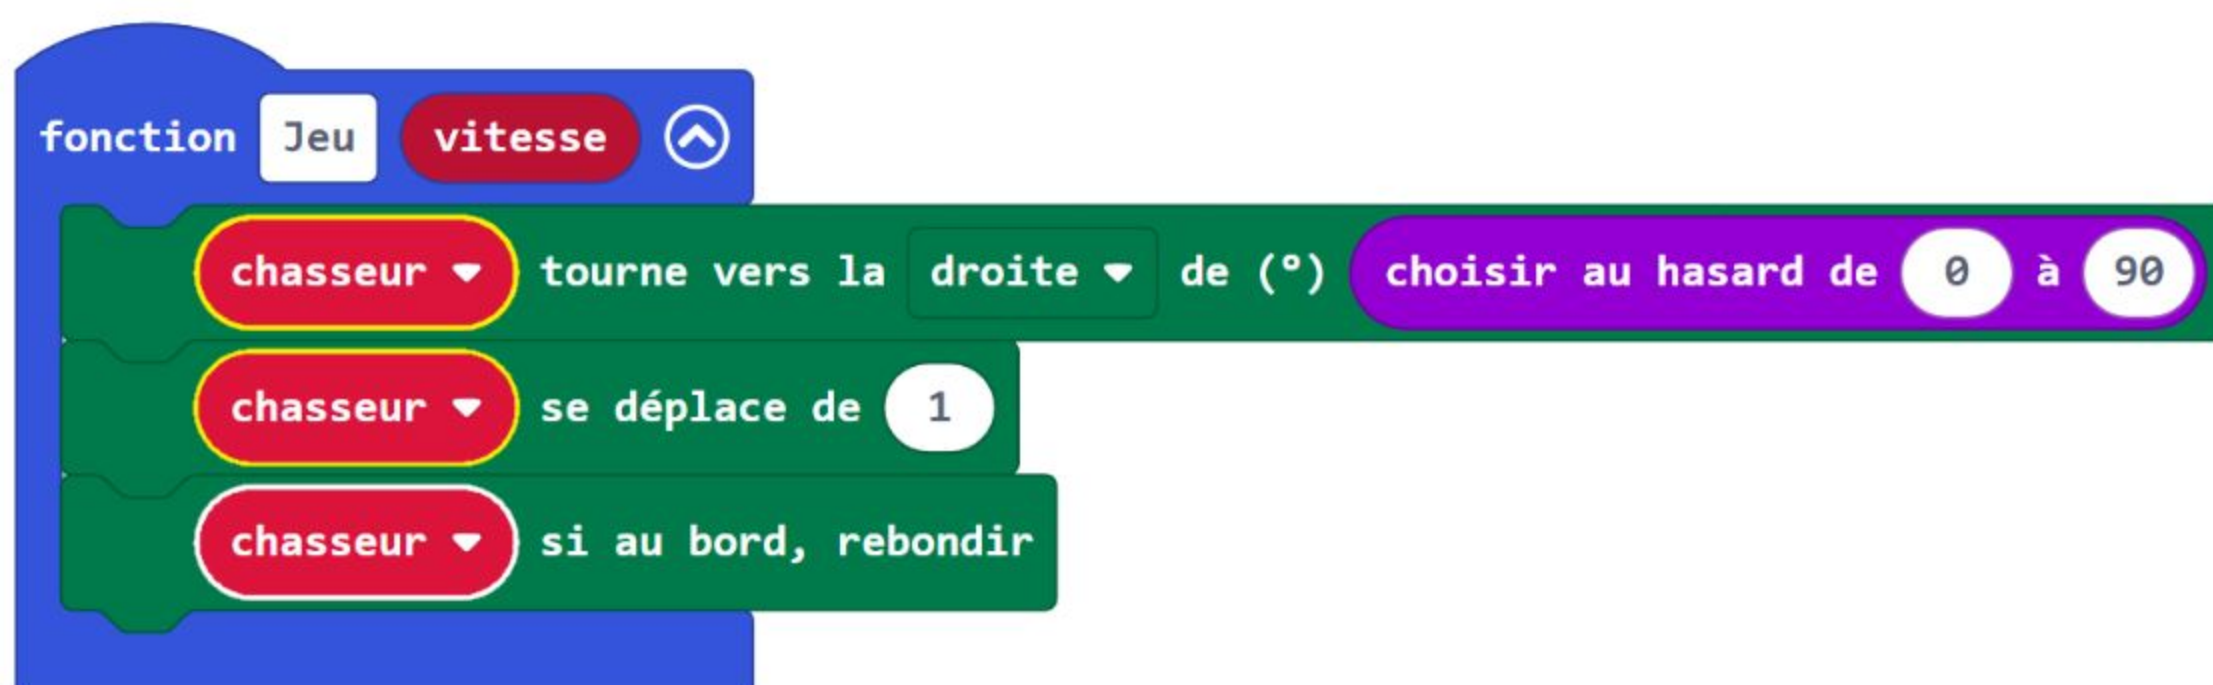 fonction Jeu vitesse
chasseur tourne vers la droite de (°) choisir au hasard de 0 à 90
chasseur se déplace de 1
chasseur si au bord, rebondir